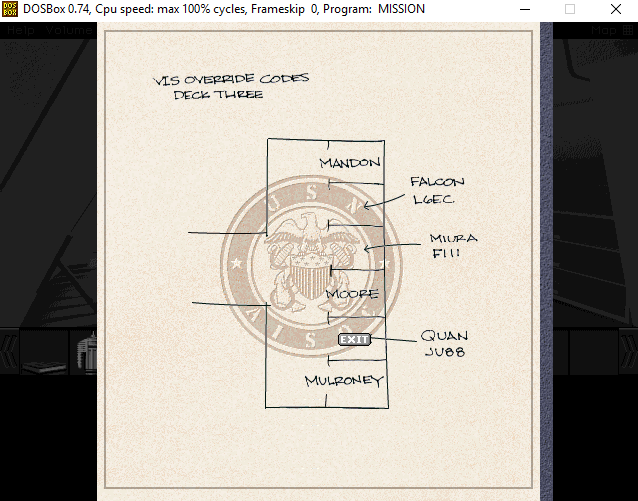 DOSBox 0.74, Cpu speed: max 100% cycles, Frameskip 0, Program: MISSION
Help Volume
Map
VIS OVERRIDE CODES
DECK THREE
MANDON
FALCON
L6EC
USN
MIURA
F111
MOORE
EXIT
QUAN
JU88
MULRONEY